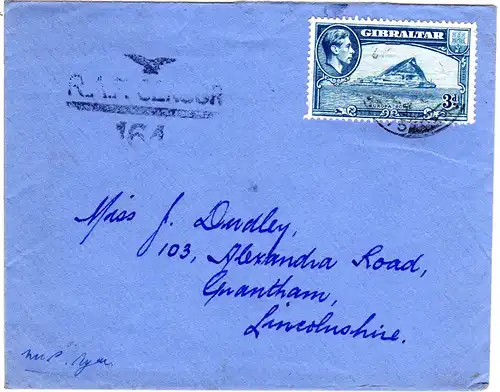 GIBRALTAR
3d
R.A.F. CENSOR
164
Miss J. Dudley,
103, Alexandra Road,
Grantham,
Lincolnshire.